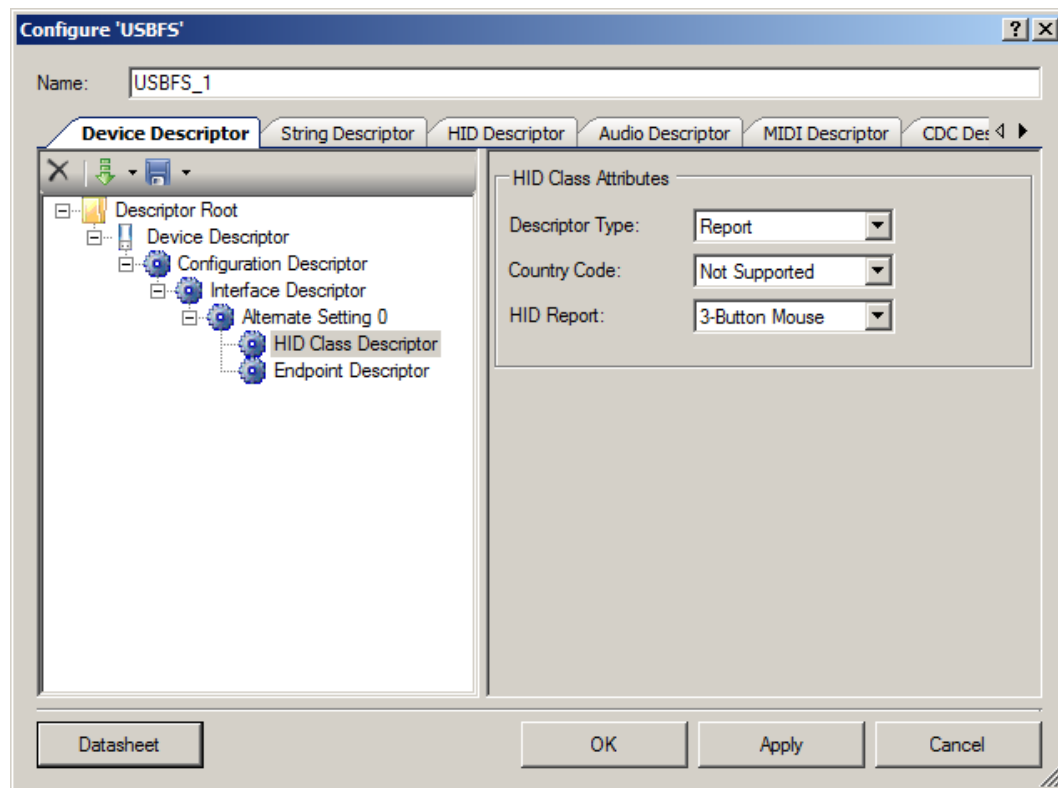 Configure 'USBFS'
Name: USBFS_1
Device Descriptor String Descriptor HID Descriptor Audio Descriptor MIDI Descriptor CDC Des
Descriptor Root
Device Descriptor
Configuration Descriptor
Interface Descriptor
Alternate Setting 0
HID Class Descriptor
Endpoint Descriptor
HID Class Attributes
Descriptor Type: Report
Country Code: Not Supported
HID Report: 3-Button Mouse
Datasheet OK Apply Cancel